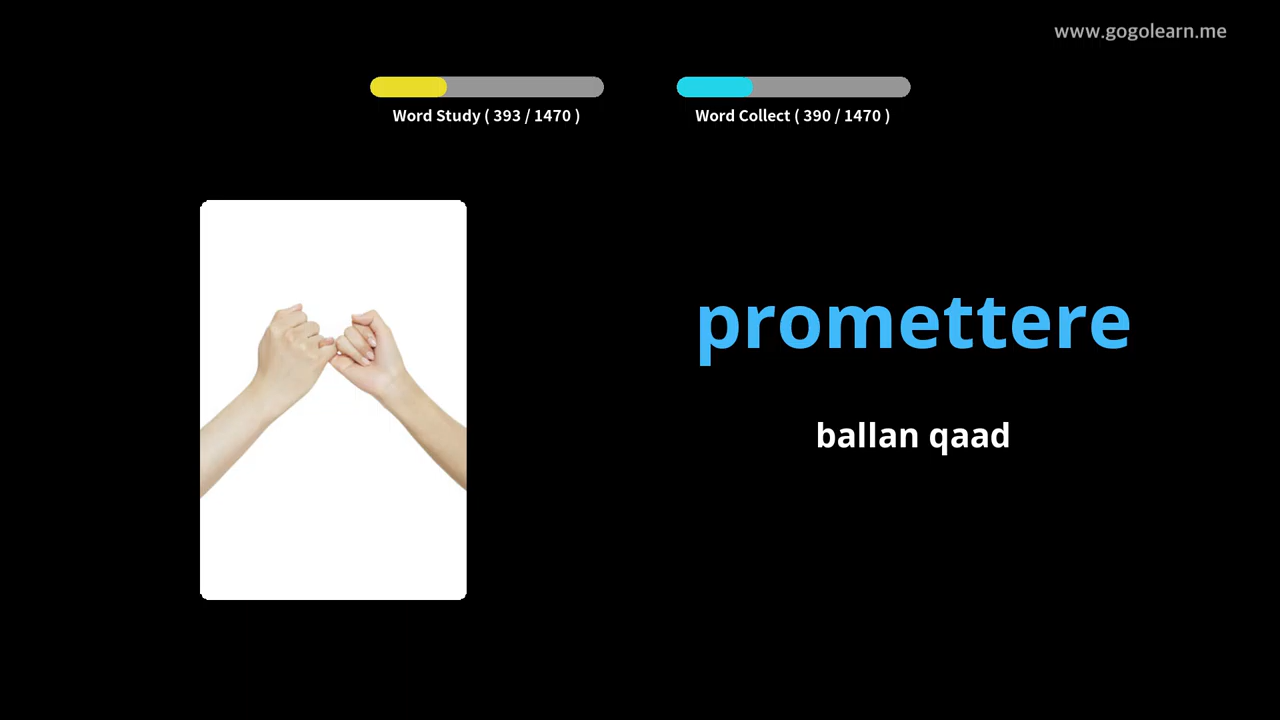 www.gogolearn.me
Word Study ( 393 / 1470 )
Word Collect ( 390 / 1470 )
promettere
ballan qaad